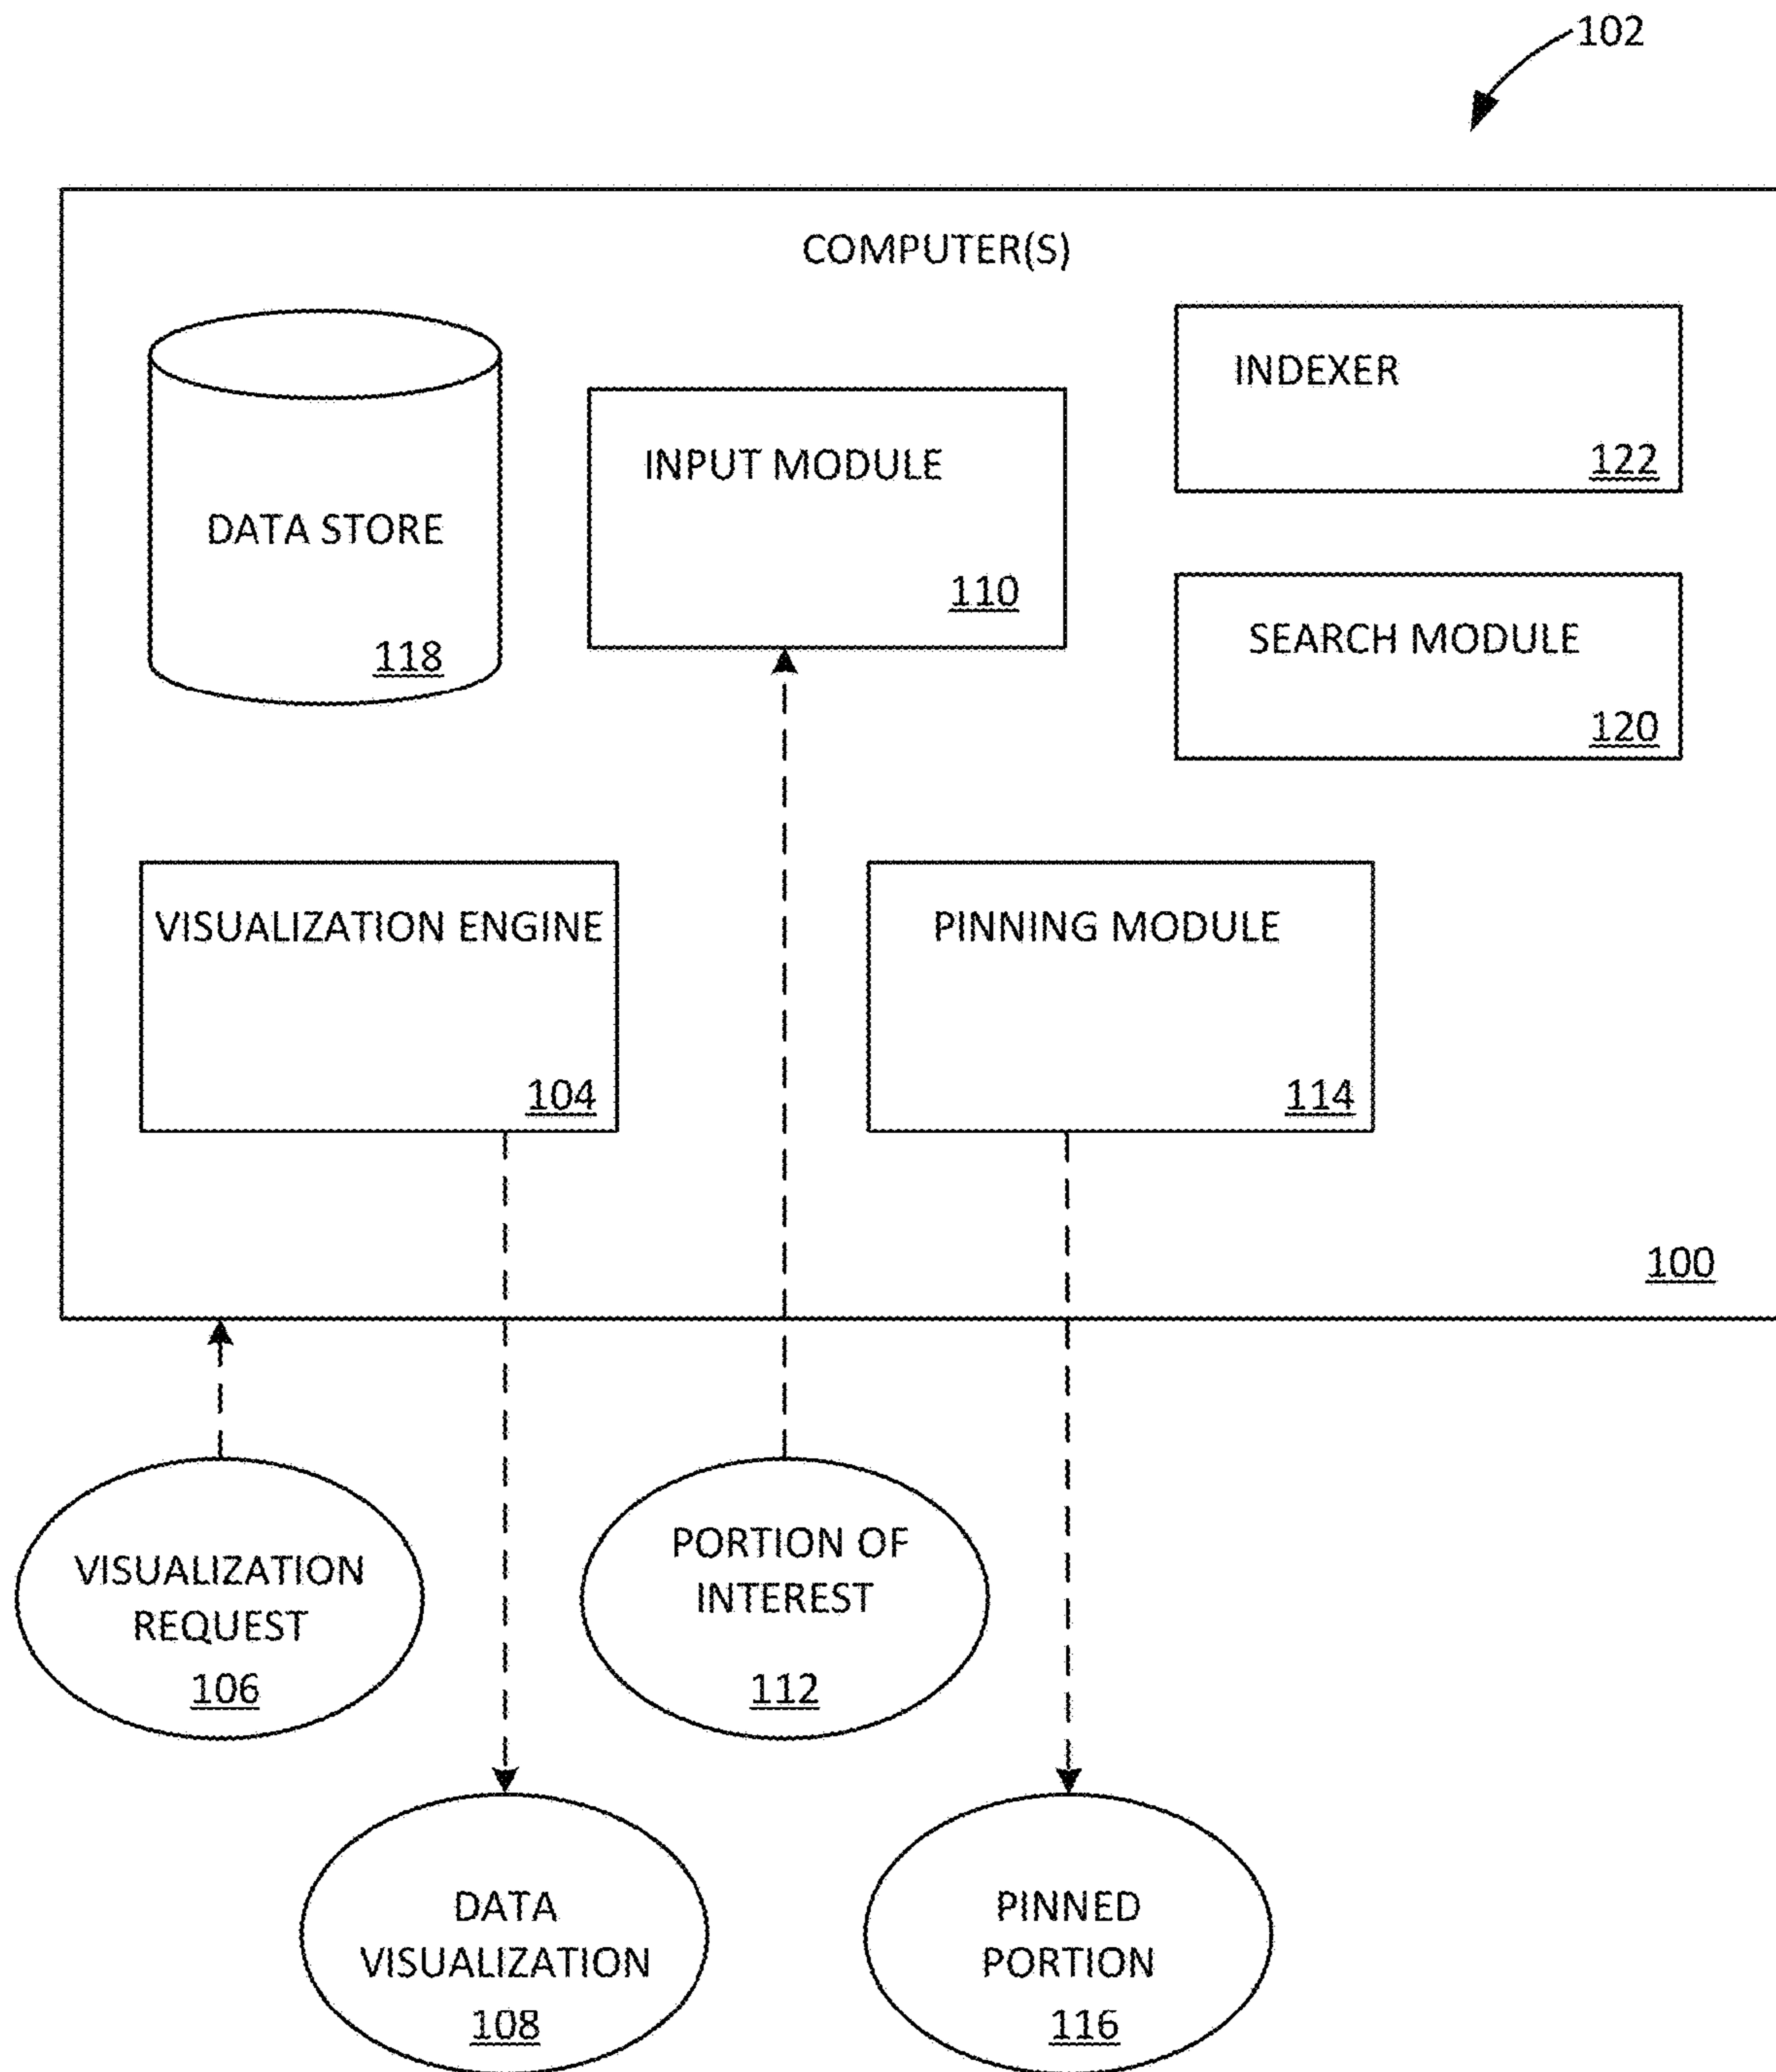 102
COMPUTER(S)
DATA STORE
118
INPUT MODULE
110
INDEXER
122
SEARCH MODULE
120
VISUALIZATION ENGINE
104
PINNING MODULE
114
100
VISUALIZATION
REQUEST
106
PORTION OF
INTEREST
112
DATA
VISUALIZATION
108
PINNED
PORTION
116